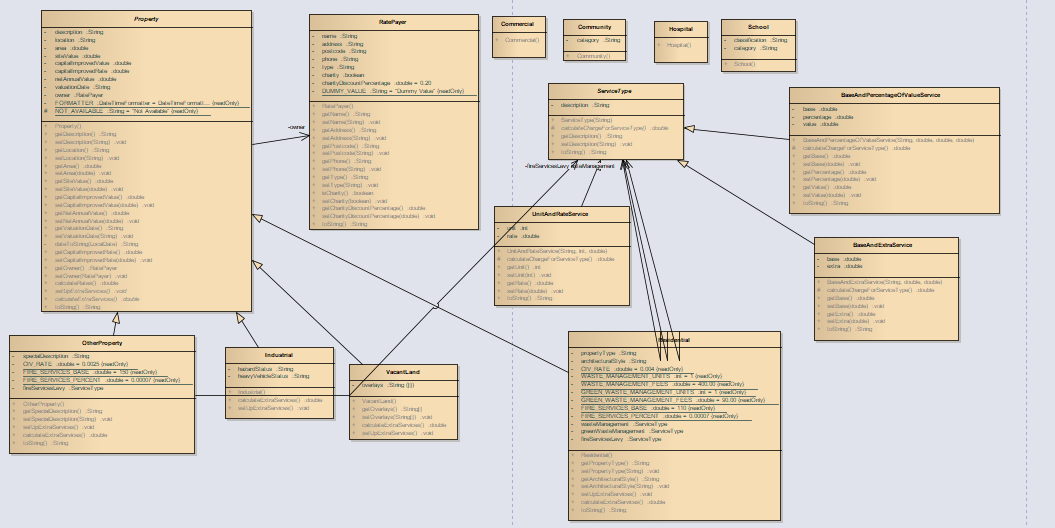 Property
- description :String
- location :String
- area :double
- siteValue :double
- capitalImprovedValue :double
- capitalImprovedRate :double
- netAnnualValue :double
- valuationDate :String
- owner :RatePayer
- FORMATTER :DateTimeFormatter = DateTimeFormatt... {readOnly}
# NOT_AVAILABLE :String = "Not Available" {readOnly}
+ Property()
+ getDescription() :String
+ setDescription(String) :void
+ getLocation() :String
+ setLocation(String) :void
+ getArea() :double
+ setArea(double) :void
+ getSiteValue() :double
+ setSiteValue(double) :void
+ getCapitalImprovedValue() :double
+ setCapitalImprovedValue(double) :void
+ getNetAnnualValue() :double
+ setNetAnnualValue(double) :void
+ getValuationDate() :String
+ setValuationDate(String) :void
- dateToString(LocalDate) :String
+ getCapitalImprovedRate() :double
+ setCapitalImprovedRate(double) :void
+ getOwner() :RatePayer
+ setOwner(RatePayer) :void
+ calculateRates() :double
+ setUpExtraServices() :void
+ calculateExtraServices() :double
+ toString() :String
RatePayer
- name :String
- address :String
- postcode :String
- phone :String
- type :String
- charity :boolean
- charityDiscountPercentage :double = 0.20
- DUMMY_VALUE :String = "Dummy Value" {readOnly}
+ RatePayer()
+ getName() :String
+ setName(String) :void
+ getAddress() :String
+ setAddress(String) :void
+ getPostcode() :String
+ setPostcode(String) :void
+ getPhone() :String
+ setPhone(String) :void
+ getType() :String
+ setType(String) :void
+ isCharity() :boolean
+ setCharity(boolean) :void
+ getCharityDiscountPercentage() :double
+ setCharityDiscountPercentage(double) :void
+ toString() :String
-owner
Commercial
+ Commercial()
Community
- category :String
+ Community()
Hospital
+ Hospital()
School
- classification :String
- category :String
+ School()
ServiceType
- description :String
+ ServiceType(String)
+ calculateChargeForServiceType() :double
+ getDescription() :String
+ setDescription(String) :void
+ toString() :String
-fireServicesLevy
BaseAndPercentageOfValueService
- base :double
- percentage :double
- value :double
+ BaseAndPercentageOfValueService(String, double, double, double)
+ calculateChargeForServiceType() :double
+ getBase() :double
+ setBase(double) :void
+ getPercentage() :double
+ setPercentage(double) :void
+ getValue() :double
+ setValue(double) :void
+ toString() :String
UnitAndRateService
- unit :int
- rate :double
+ UnitAndRateService(String, int, double)
+ calculateChargeForServiceType() :double
+ getUnit() :int
+ setUnit(int) :void
+ getRate() :double
+ setRate(double) :void
+ toString() :String
BaseAndExtraService
- base :double
- extra :double
+ BaseAndExtraService(String, double, double)
+ calculateChargeForServiceType() :double
+ getBase() :double
+ setBase(double) :void
+ getExtra() :double
+ setExtra(double) :void
+ toString() :String
OtherProperty
- specialDescription :String
- CIV_RATE :double = 0.0025 {readOnly}
- FIRE_SERVICES_BASE :double = 150 {readOnly}
- FIRE_SERVICES_PERCENT :double = 0.00007 {readOnly}
- fireServicesLevy :ServiceType
+ OtherProperty()
+ getSpecialDescription() :String
+ setSpecialDescription(String) :void
+ setUpExtraServices() :void
+ calculateExtraServices() :double
+ toString() :String
Industrial
- hazardStatus :String
- heavyVehicleStatus :String
+ Industrial()
+ calculateExtraServices() :double
+ setUpExtraServices() :void
VacantLand
- overlays :String ([])
+ VacantLand()
+ getOverlays() :String[]
+ setOverlays(String[]) :void
+ calculateExtraServices() :double
+ setUpExtraServices() :void
Residential
- propertyType :String
- architecturalStyle :String
- CIV_RATE :double = 0.004 {readOnly}
- WASTE_MANAGEMENT_UNITS :int = 1 {readOnly}
- WASTE_MANAGEMENT_FEES :double = 400.00 {readOnly}
- GREEN_WASTE_MANAGEMENT_UNITS :int = 1 {readOnly}
- GREEN_WASTE_MANAGEMENT_FEES :double = 90.00 {readOnly}
- FIRE_SERVICES_BASE :double = 110 {readOnly}
- FIRE_SERVICES_PERCENT :double = 0.00007 {readOnly}
- wasteManagement :ServiceType
- greenWasteManagement :ServiceType
- fireServicesLevy :ServiceType
+ Residential()
+ getPropertyType() :String
+ setPropertyType(String) :void
+ getArchitecturalStyle() :String
+ setArchitecturalStyle(String) :void
+ setUpExtraServices() :void
+ calculateExtraServices() :double
+ toString() :String